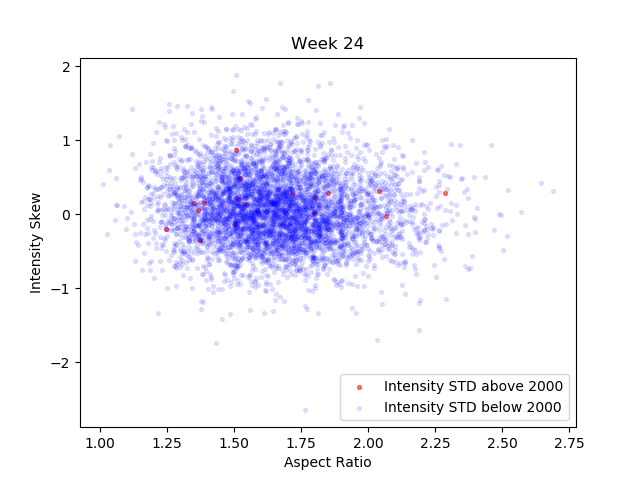 Week 24
2
1
0
−1
−2
Intensity Skew
Intensity STD above 2000
Intensity STD below 2000
1.00 1.25 1.50 1.75 2.00 2.25 2.50 2.75
Aspect Ratio